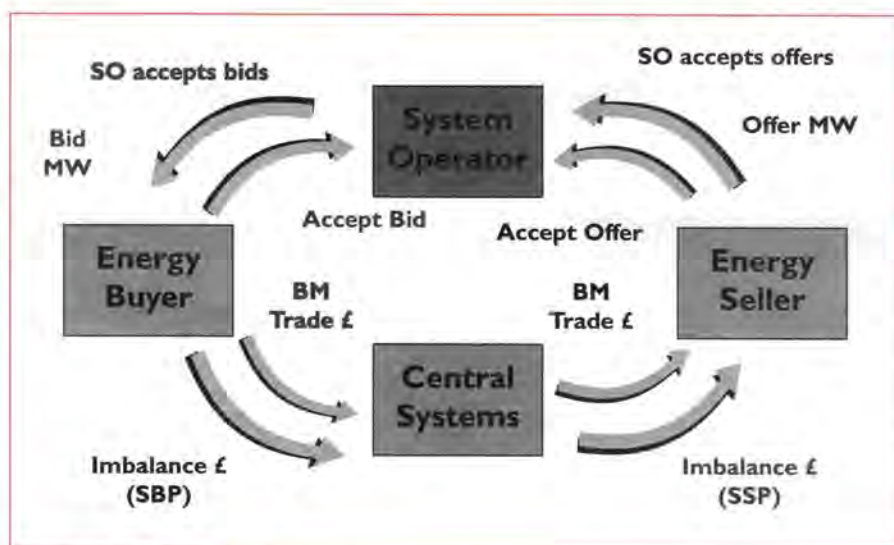 SO accepts bids
SO accepts offers
System
Operator
Offer MW
Bid
MW
Accept Bid
Accept Offer
Energy
Buyer
Energy
Seller
BM
Trade £
BM
Trade £
Central
Systems
Imbalance £
(SBP)
Imbalance £
(SSP)